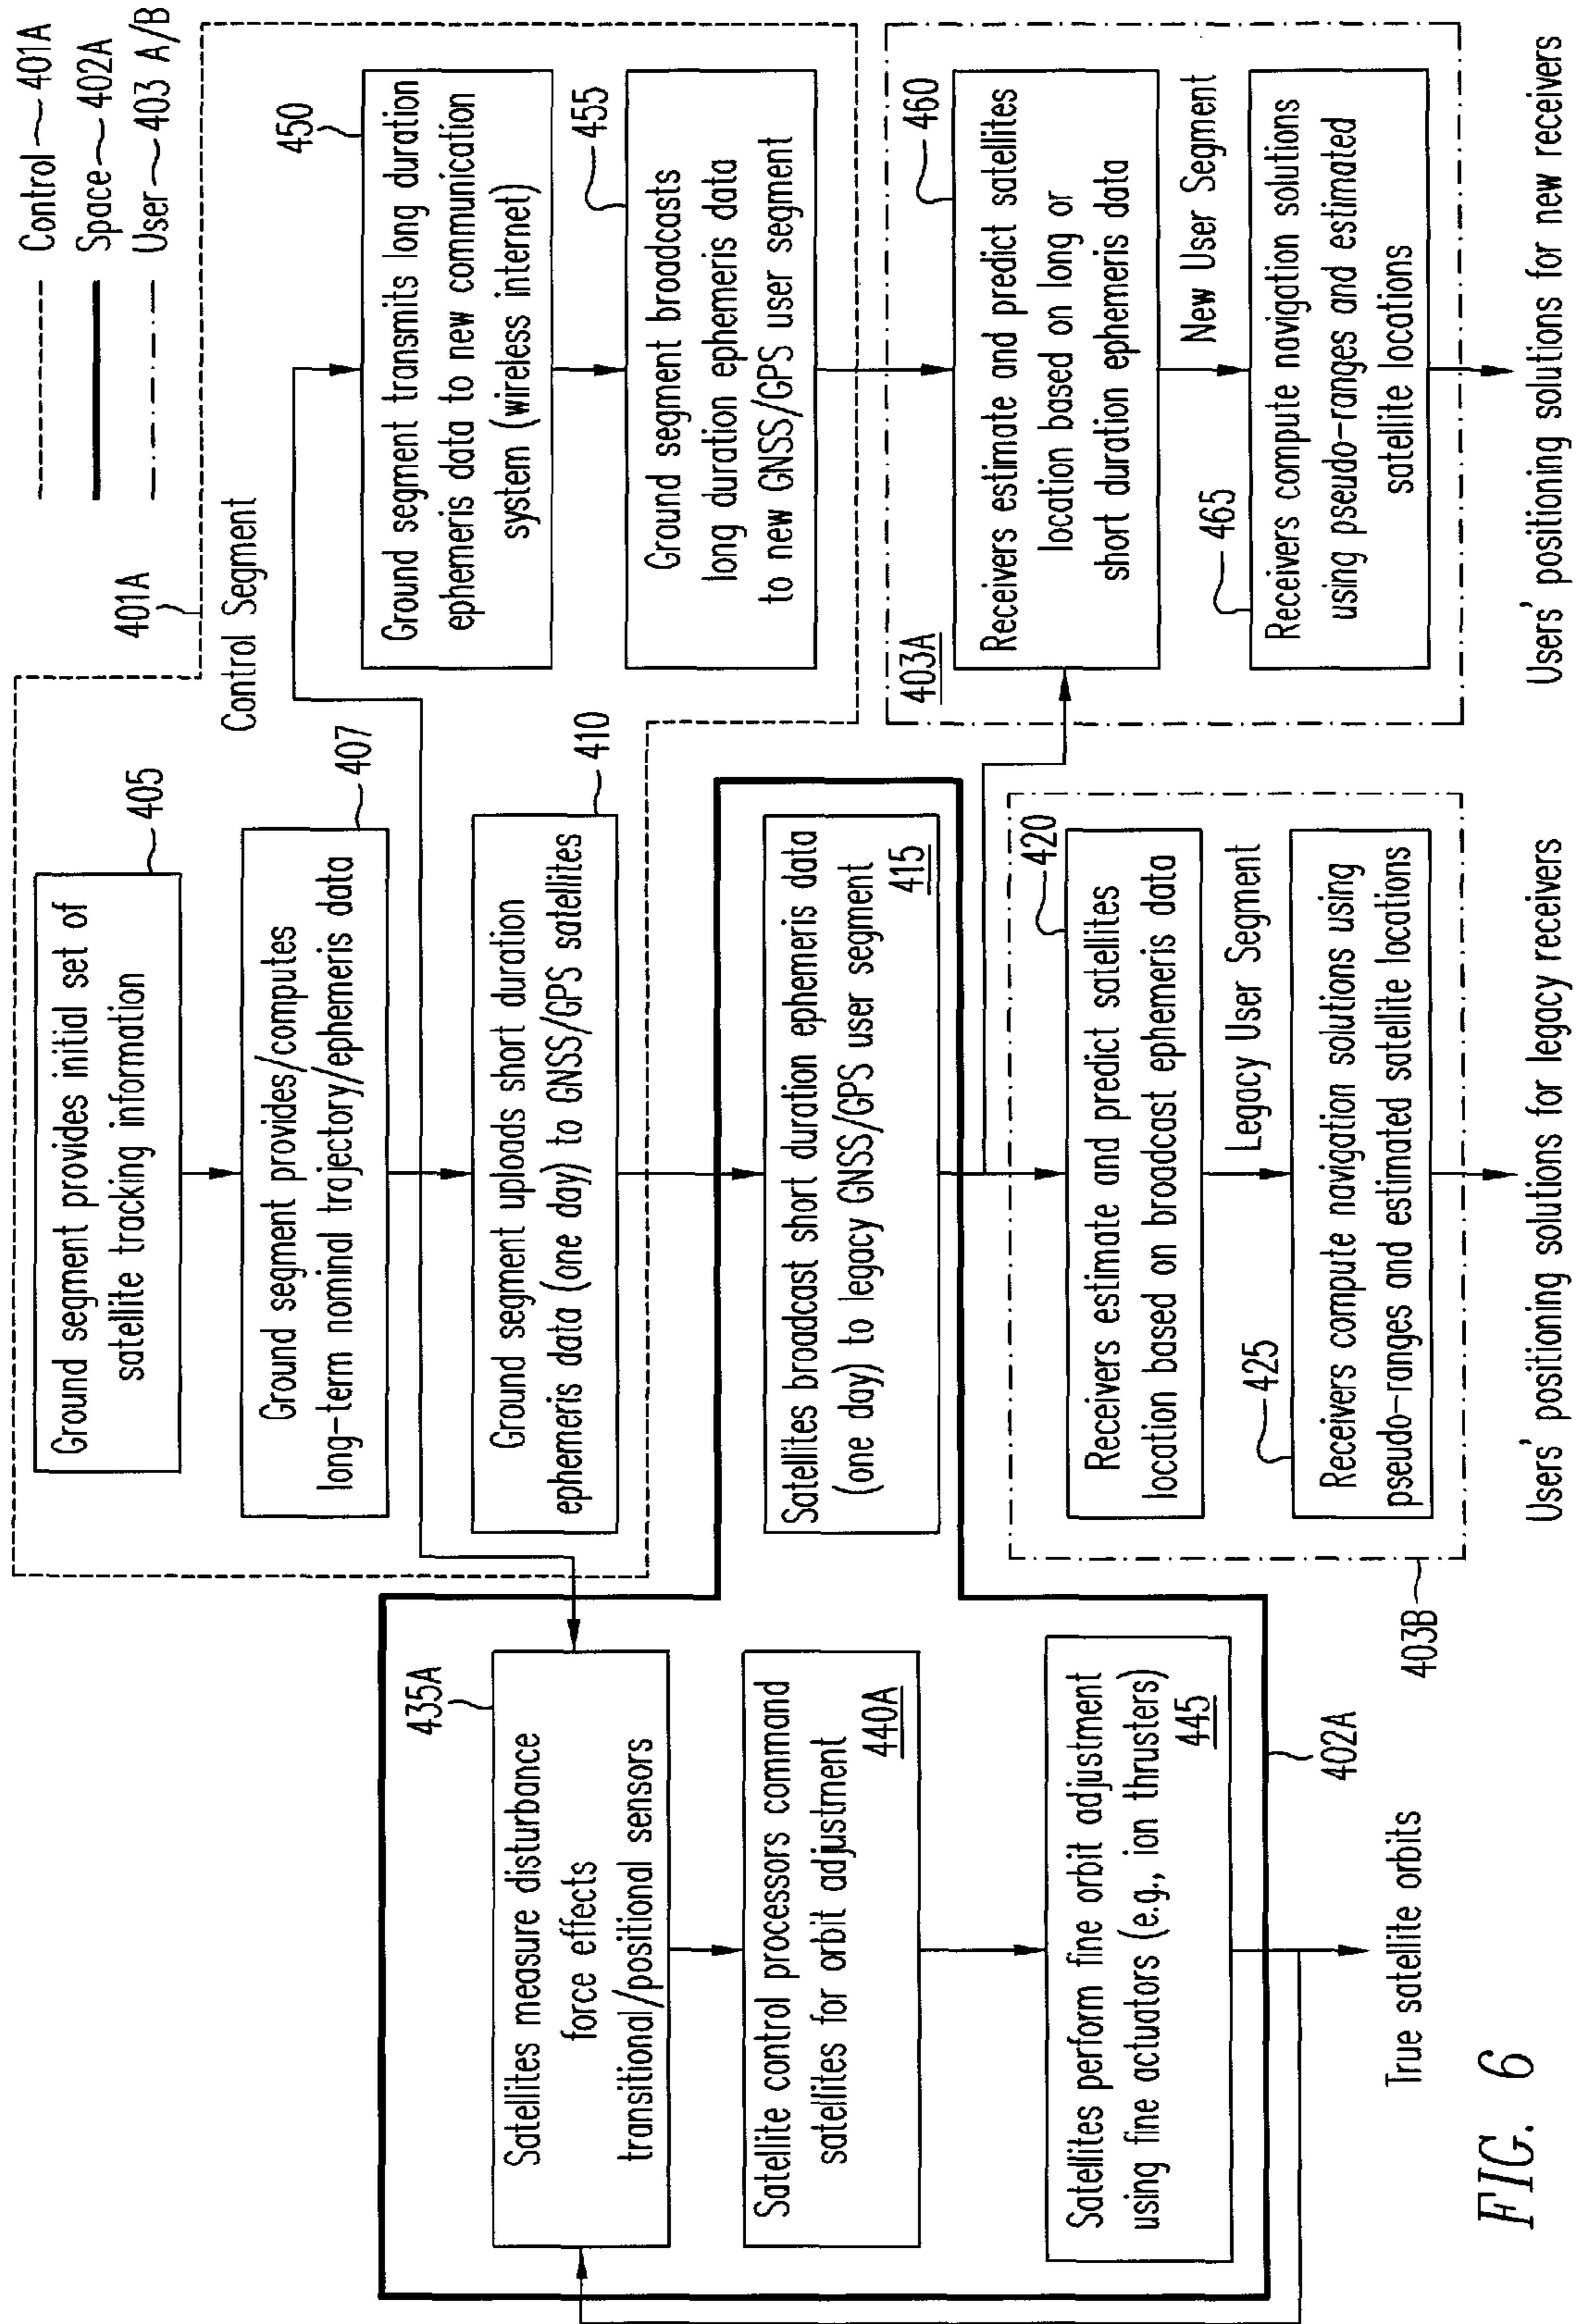 Control 401A
Space 402A
User 403 A/B
401A
Control Segment
Ground segment provides initial set of
satellite tracking information
405
Ground segment provides/computes
long-term nominal trajectory/ephemeris data
407
Ground segment uploads short duration
ephemeris data (one day) to GNSS/GPS satellites
410
Satellites broadcast short duration ephemeris data
(one day) to legacy GNSS/GPS user segment
415
420
Receivers estimate and predict satellites
location based on broadcast ephemeris data
Legacy User Segment
425
Receivers compute navigation solutions using
pseudo-ranges and estimated satellite locations
403B
Users' positioning solutions for legacy receivers
450
Ground segment transmits long duration
ephemeris data to new communication
system (wireless internet)
455
Ground segment broadcasts
long duration ephemeris data
to new GNSS/GPS user segment
403A
460
Receivers estimate and predict satellites
location based on long or
short duration ephemeris data
New User Segment
465
Receivers compute navigation solutions
using pseudo-ranges and estimated
satellite locations
Users' positioning solutions for new receivers
435A
Satellites measure disturbance
force effects
transitional/positional sensors
Satellite control processors command
satellites for orbit adjustment
440A
Satellites perform fine orbit adjustment
using fine actuators (e.g., ion thrusters)
445
402A
True satellite orbits
FIG. 6